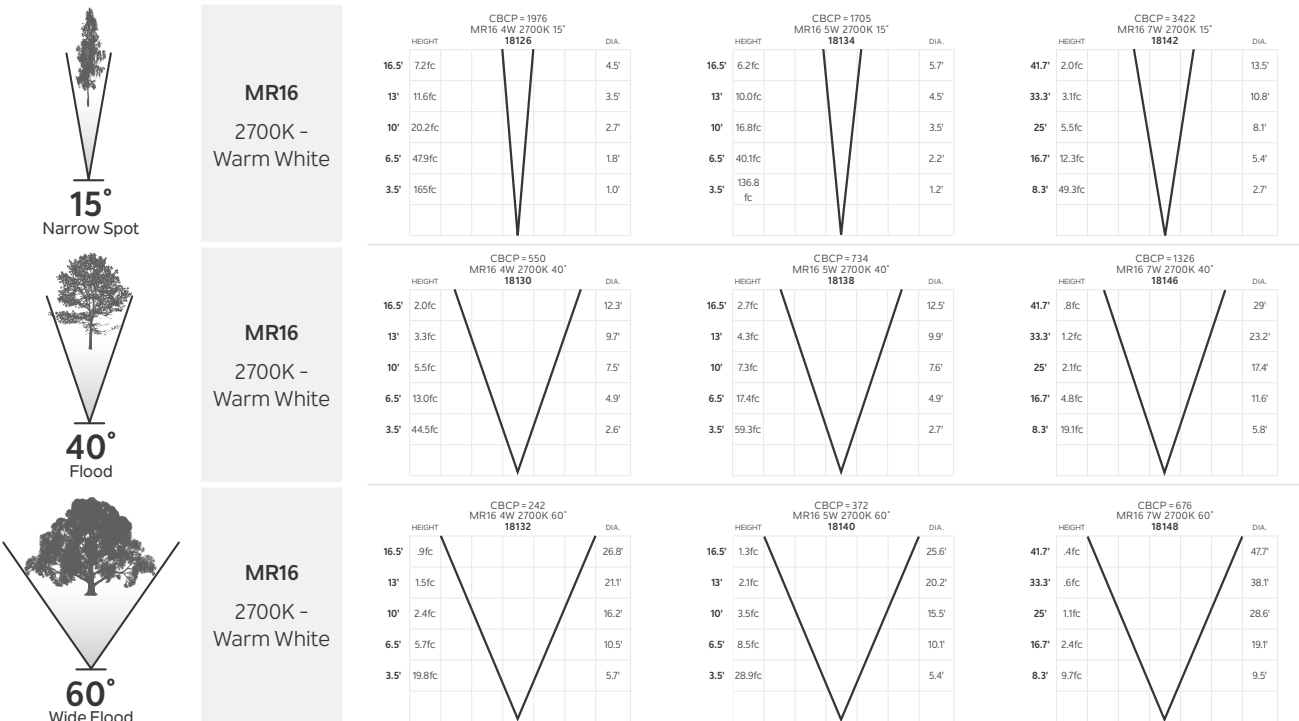 15°
Narrow Spot
MR16
2700K -
Warm White
CBCP = 1976
MR16 4W 2700K 15°
HEIGHT 18126 DIA.
16.5' 7.2fc 4.5'
13' 11.6fc 3.5'
10' 20.2fc 2.7'
6.5' 47.9fc 1.8'
3.5' 165fc 1.0'
CBCP = 1705
MR16 5W 2700K 15°
HEIGHT 18134 DIA.
16.5' 6.2fc 5.7'
13' 10.0fc 4.5'
10' 16.8fc 3.5'
6.5' 40.1fc 2.2'
3.5' 136.8 fc 1.2'
CBCP = 3422
MR16 7W 2700K 15°
HEIGHT 18142 DIA.
41.7' 2.0fc 13.5'
33.3' 3.1fc 10.8'
25' 5.5fc 8.1'
16.7' 12.3fc 5.4'
8.3' 49.3fc 2.7'
40°
Flood
MR16
2700K -
Warm White
CBCP = 550
MR16 4W 2700K 40°
HEIGHT 18130 DIA.
16.5' 2.0fc 12.3'
13' 3.3fc 9.7'
10' 5.5fc 7.5'
6.5' 13.0fc 4.9'
3.5' 44.5fc 2.6'
CBCP = 734
MR16 5W 2700K 40°
HEIGHT 18138 DIA.
16.5' 2.7fc 12.5'
13' 4.3fc 9.9'
10' 7.3fc 7.6'
6.5' 17.4fc 4.9'
3.5' 59.3fc 2.7'
CBCP = 1326
MR16 7W 2700K 40°
HEIGHT 18146 DIA.
41.7' .8fc 29'
33.3' 1.2fc 23.2'
25' 2.1fc 17.4'
16.7' 4.8fc 11.6'
8.3' 19.1fc 5.8'
60°
Wide Flood
MR16
2700K -
Warm White
CBCP = 242
MR16 4W 2700K 60°
HEIGHT 18132 DIA.
16.5' .9fc 26.8'
13' 1.5fc 21.1'
10' 2.4fc 16.2'
6.5' 5.7fc 10.5'
3.5' 19.8fc 5.7'
CBCP = 372
MR16 5W 2700K 60°
HEIGHT 18140 DIA.
16.5' 1.3fc 25.6'
13' 2.1fc 20.2'
10' 3.5fc 15.5'
6.5' 8.5fc 10.1'
3.5' 28.9fc 5.4'
CBCP = 676
MR16 7W 2700K 60°
HEIGHT 18148 DIA.
41.7' .4fc 47.7'
33.3' .6fc 38.1'
25' 1.1fc 28.6'
16.7' 2.4fc 19.1'
8.3' 9.7fc 9.5'